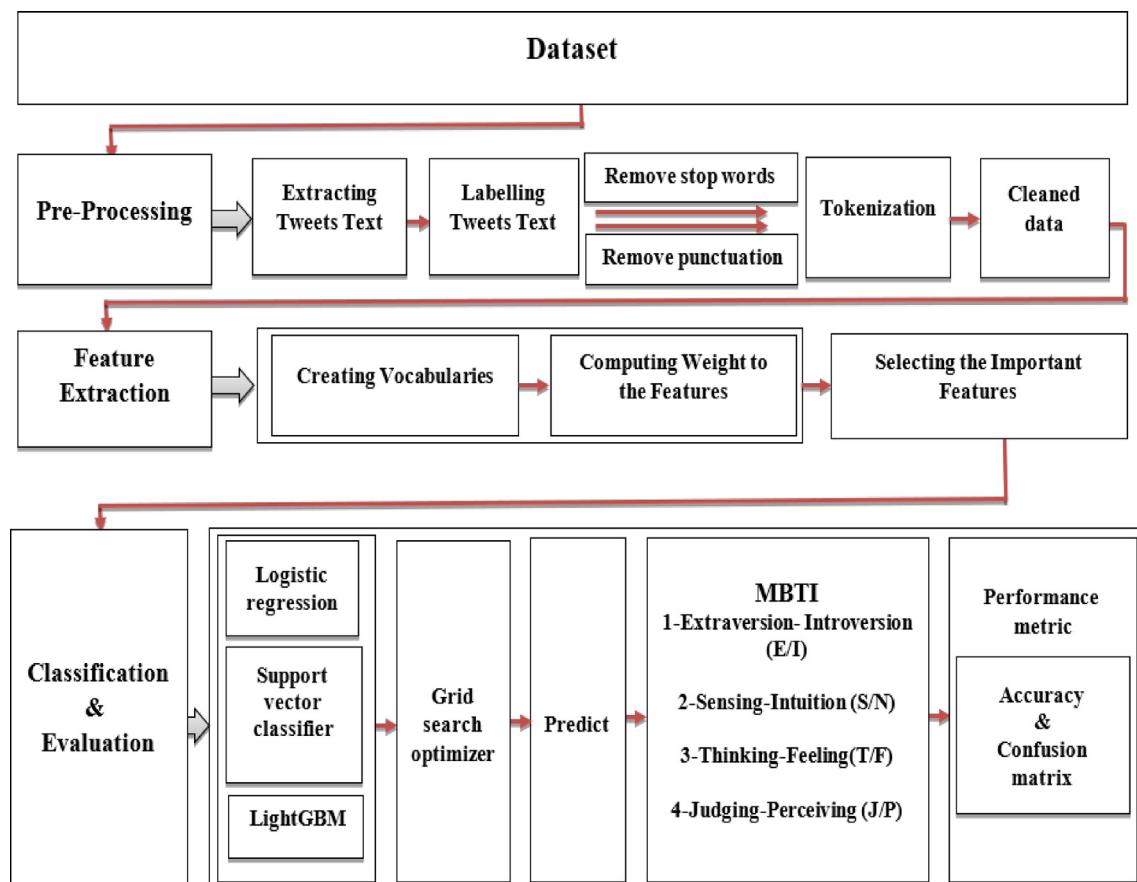 Dataset
Pre-Processing
Extracting
Tweets Text
Labelling
Tweets Text
Remove stop words
Remove punctuation
Tokenization
Cleaned
data
Feature
Extraction
Creating Vocabularies
Computing Weight to
the Features
Selecting the Important
Features
Classification
&
Evaluation
Logistic
regression
Support
vector
classifier
LightGBM
Grid
search
optimizer
Predict
MBTI
1-Extraversion- Introversion
(E/I)
2-Sensing-Intuition (S/N)
3-Thinking-Feeling(T/F)
4-Judging-Perceiving (J/P)
Performance
metric
Accuracy
&
Confusion
matrix